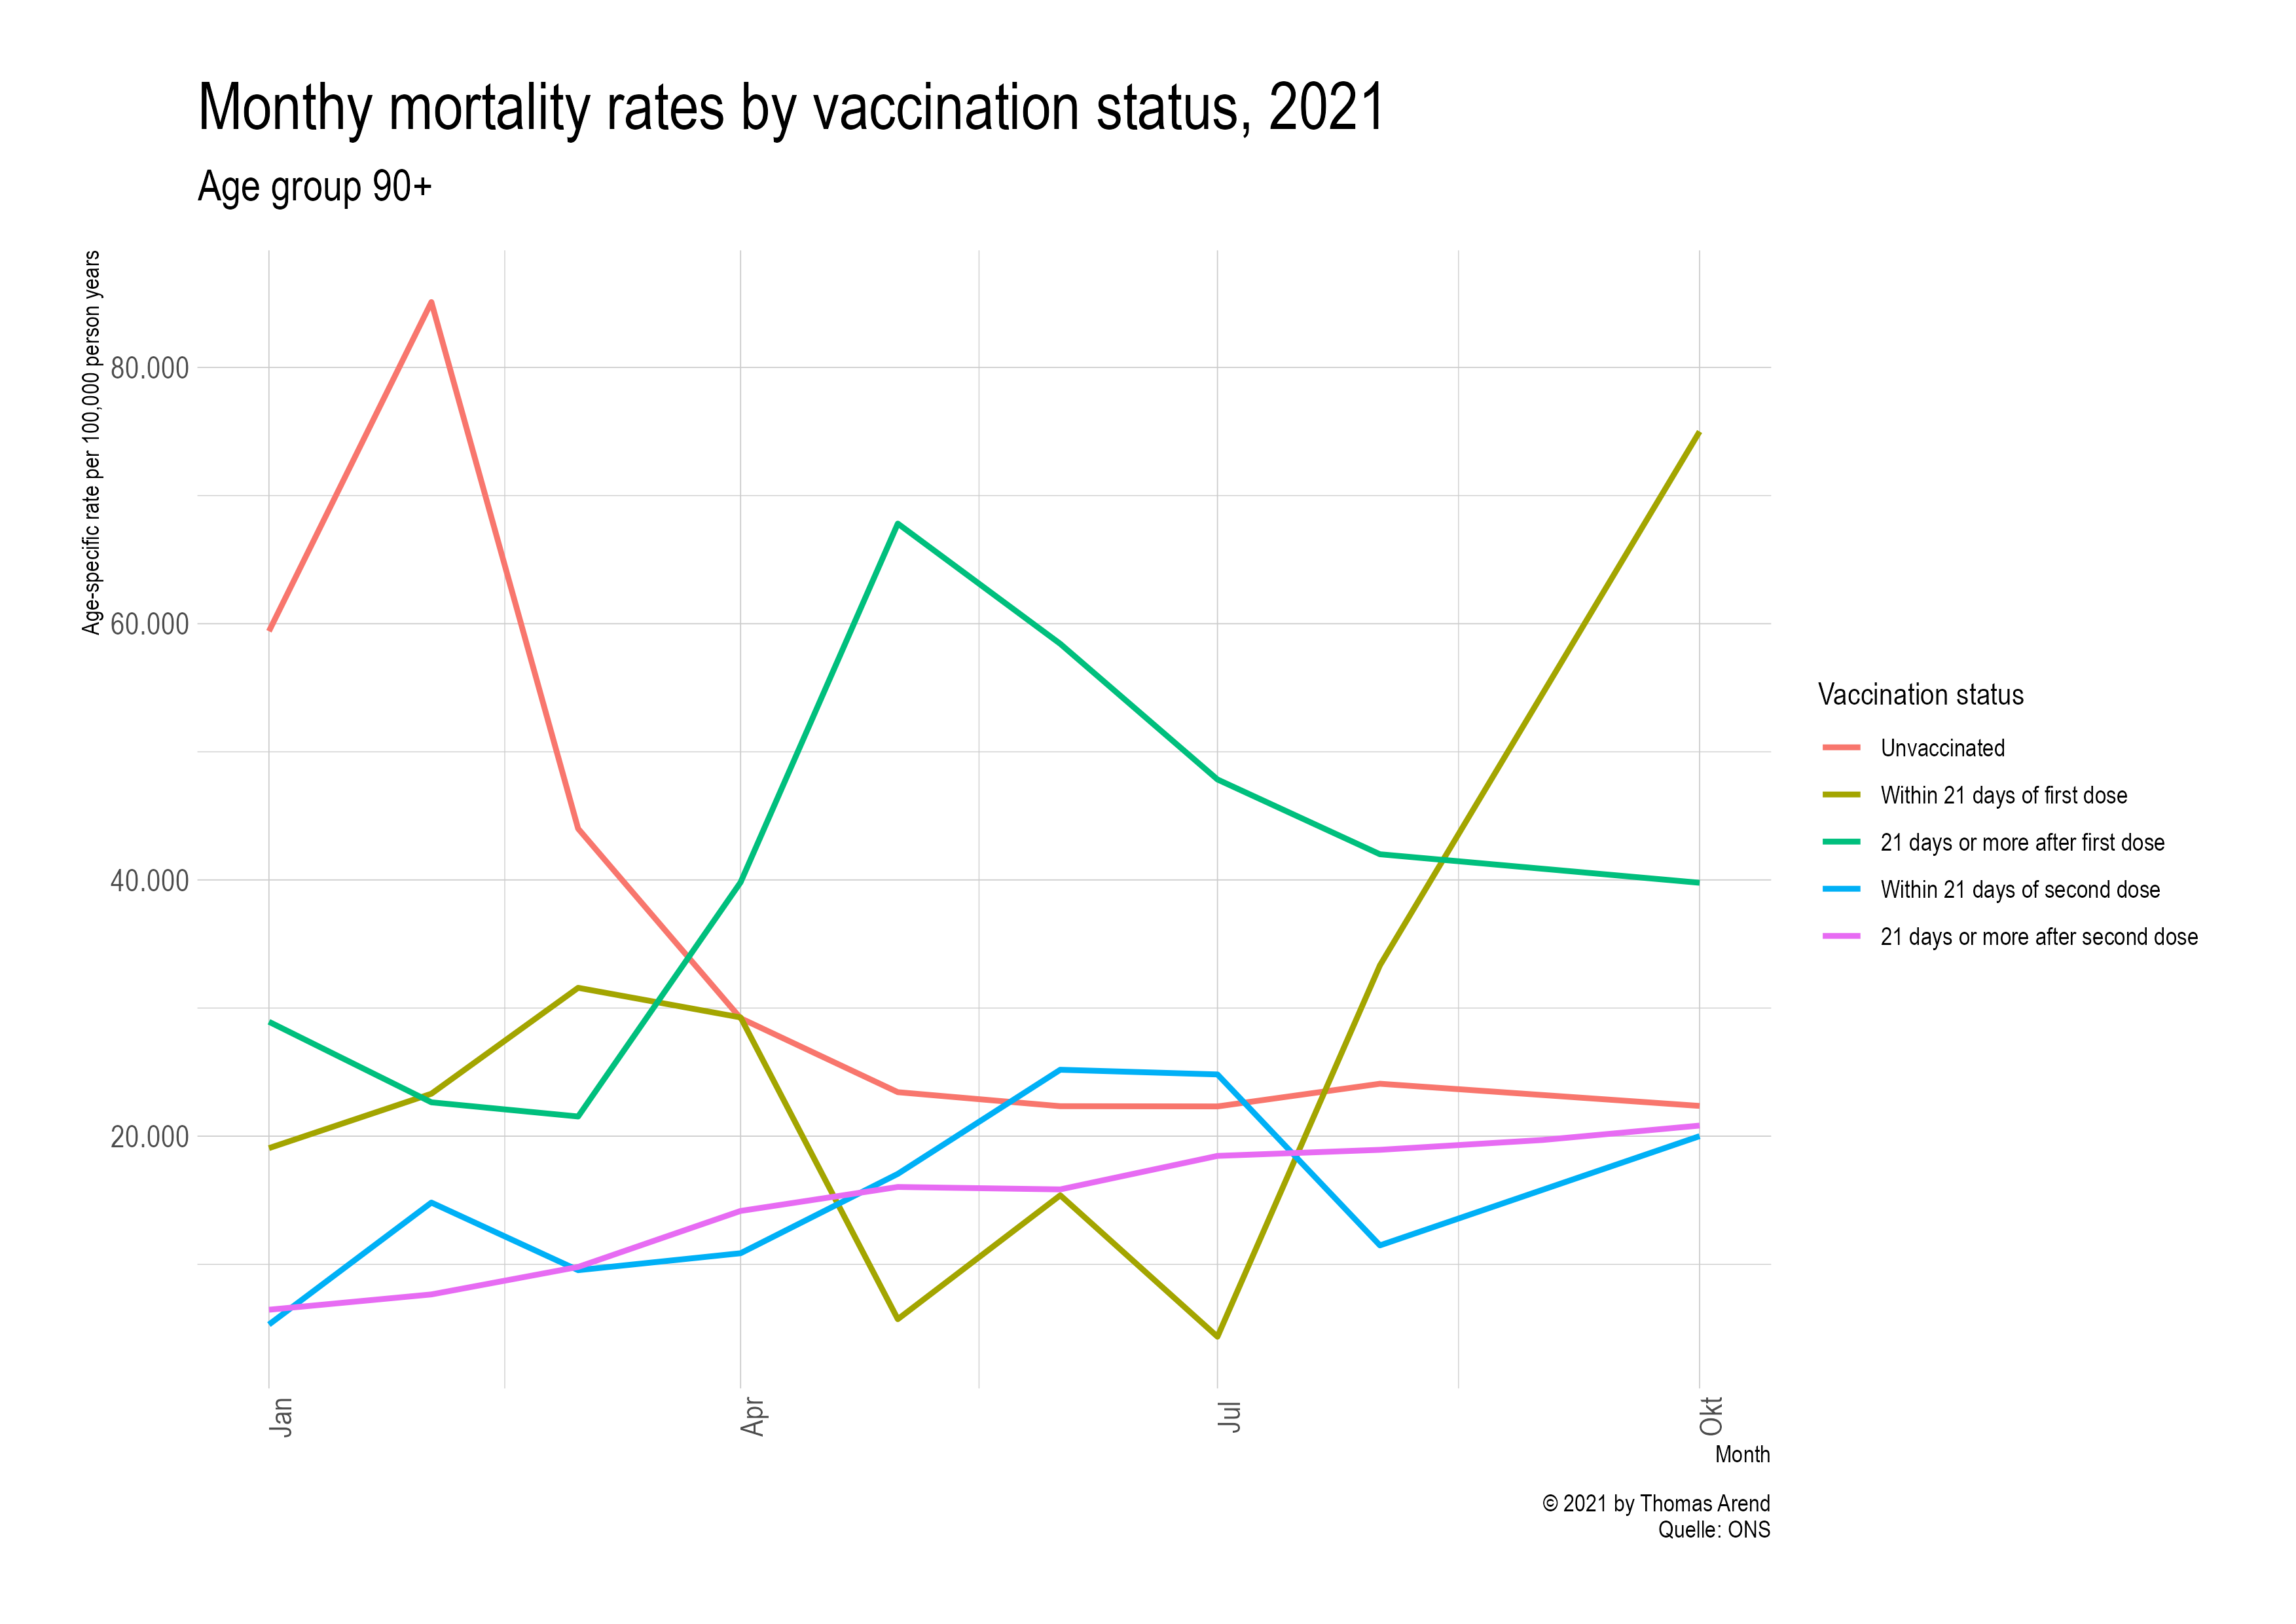 Monthy mortality rates by vaccination status, 2021
Age group 90+
Age-specific rate per 100,000 person years
80.000
60.000
40.000
20.000
Jan
Apr
Jul
Okt
Month
Vaccination status
Unvaccinated
Within 21 days of first dose
21 days or more after first dose
Within 21 days of second dose
21 days or more after second dose
© 2021 by Thomas Arend
Quelle: ONS